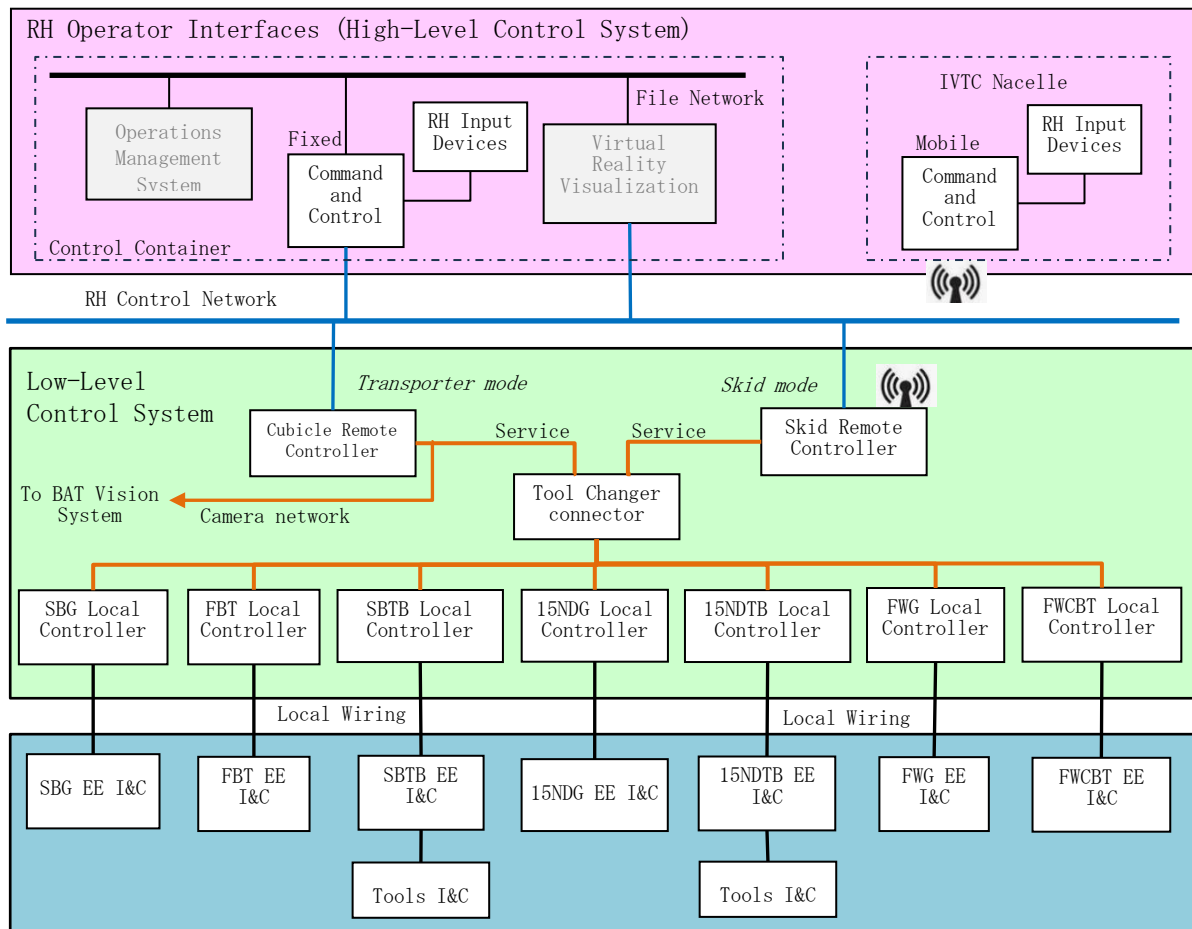 RH Operator Interfaces (High-Level Control System)
File Network
IVTC Nacelle
Operations
Management
System
Fixed
RH Input
Devices
Command
and
Control
Virtual
Reality
Visualization
Mobile
RH Input
Devices
Command
and
Control
Control Container
RH Control Network
Low-Level
Control System
Transporter mode
Skid mode
Cubicle Remote
Controller
Service
Service
Skid Remote
Controller
To BAT Vision
System
Camera network
Tool Changer
connector
SBG Local
Controller
FBT Local
Controller
SBTB Local
Controller
15NDG Local
Controller
15NDTB Local
Controller
FWG Local
Controller
FWCBT Local
Controller
Local Wiring
Local Wiring
SBG EE I&C
FBT EE
I&C
SBTB EE
I&C
15NDG EE I&C
15NDTB EE
I&C
FWG EE
I&C
FWCBT EE
I&C
Tools I&C
Tools I&C